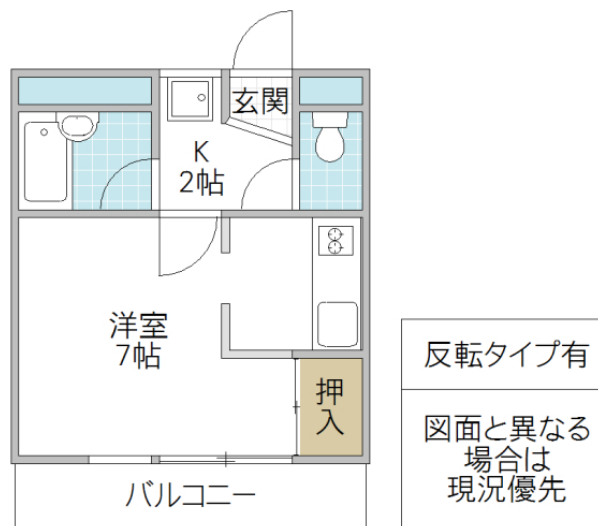 玄関
K
2帖
洋室
7帖
押
入
バルコニー
反転タイプ有
図面と異なる
場合は
現況優先